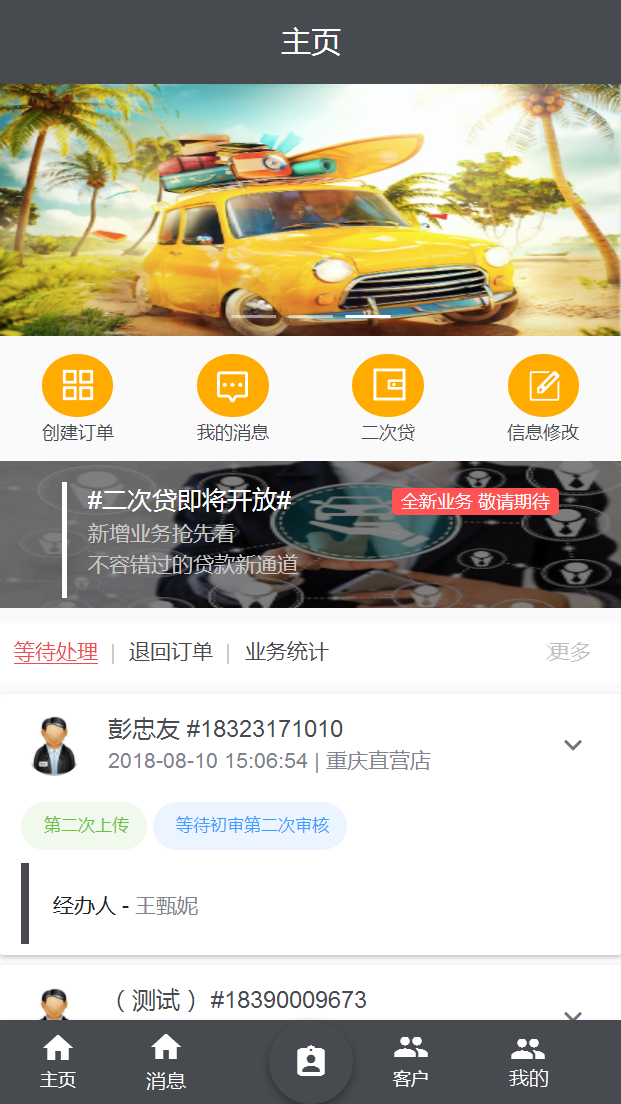 主页
创建订单 我的消息 二次贷 信息修改
#二次贷即将开放# 全新业务 敬请期待
新增业务抢先看
不容错过的贷款新通道
等待处理 | 退回订单 | 业务统计 更多
彭忠友 #18323171010
2018-08-10 15:06:54 | 重庆直营店
第二次上传 等待初审第二次审核
经办人 - 王甄妮
（ 测试 ） #18390009673
主页 消息 客户 我的